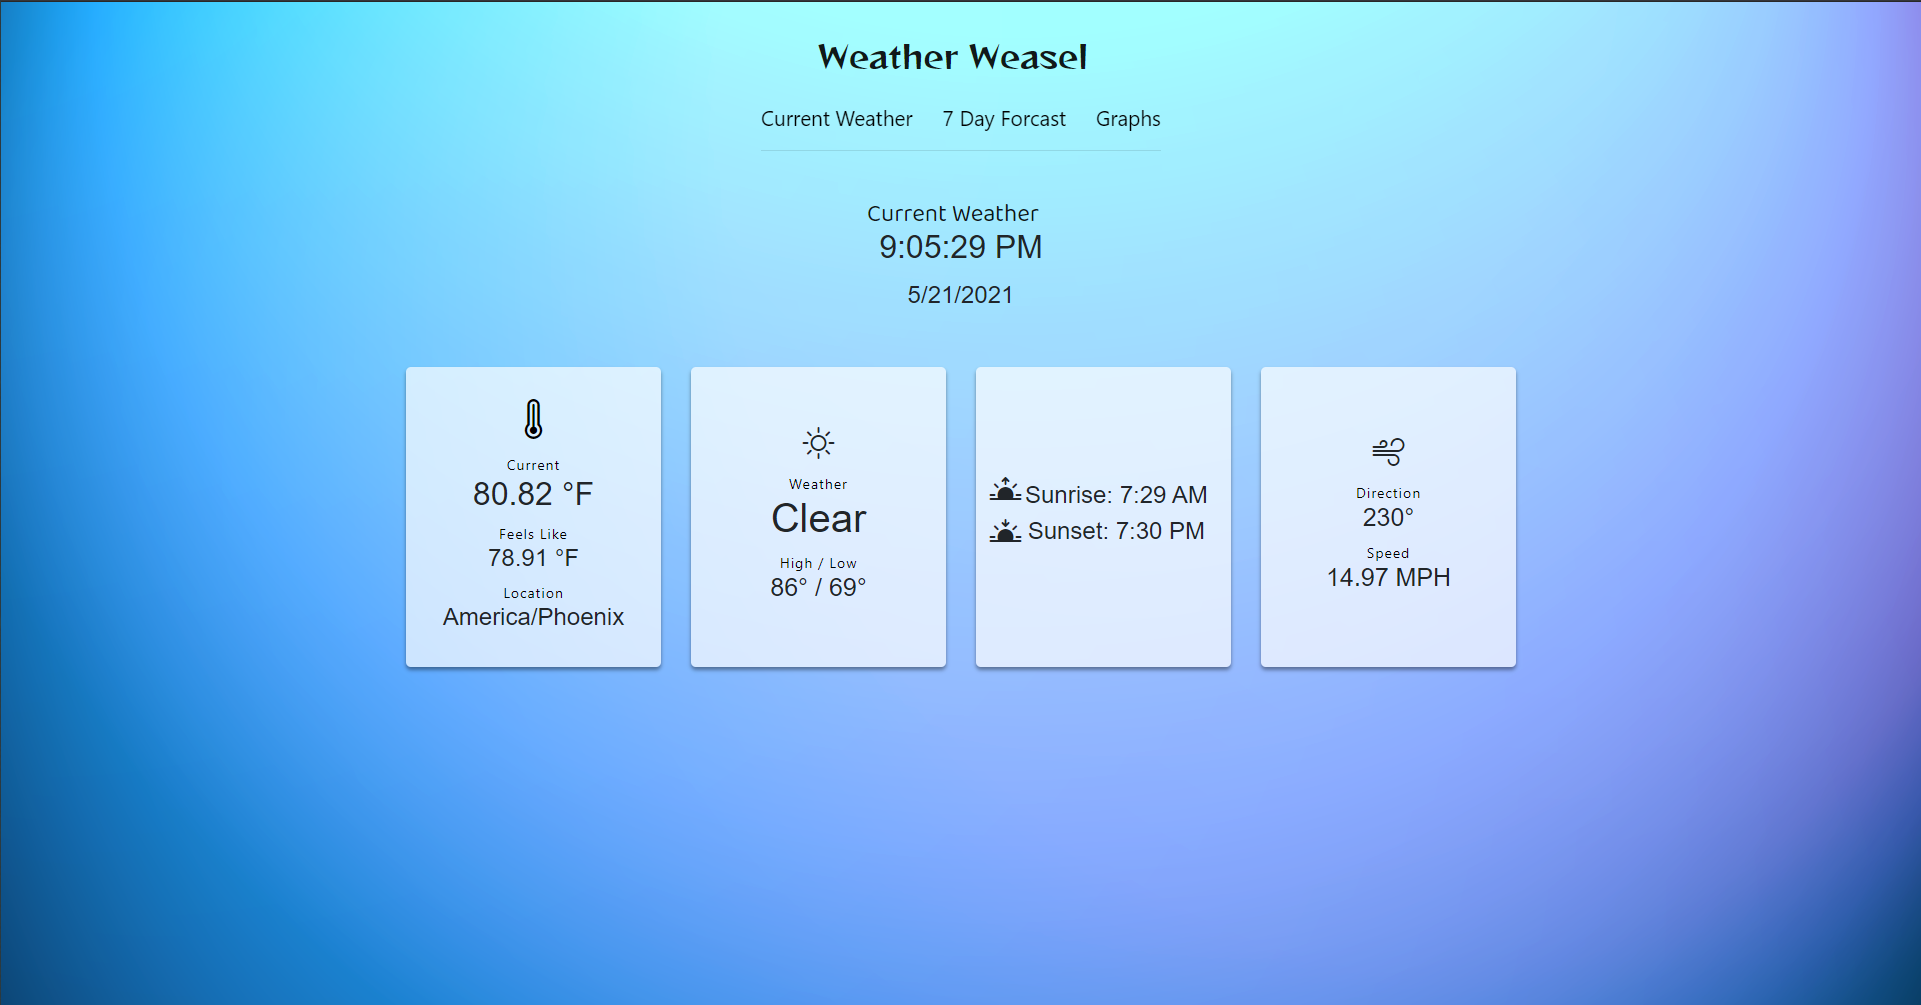 Weather Weasel
Current Weather
7 Day Forcast
Graphs
Current Weather
9:05:29 PM
5/21/2021
Current
80.82 °F
Feels Like
78.91 °F
Location
America/Phoenix
Weather
Clear
High / Low
86° / 69°
Sunrise: 7:29 AM
Sunset: 7:30 PM
Direction
230°
Speed
14.97 MPH